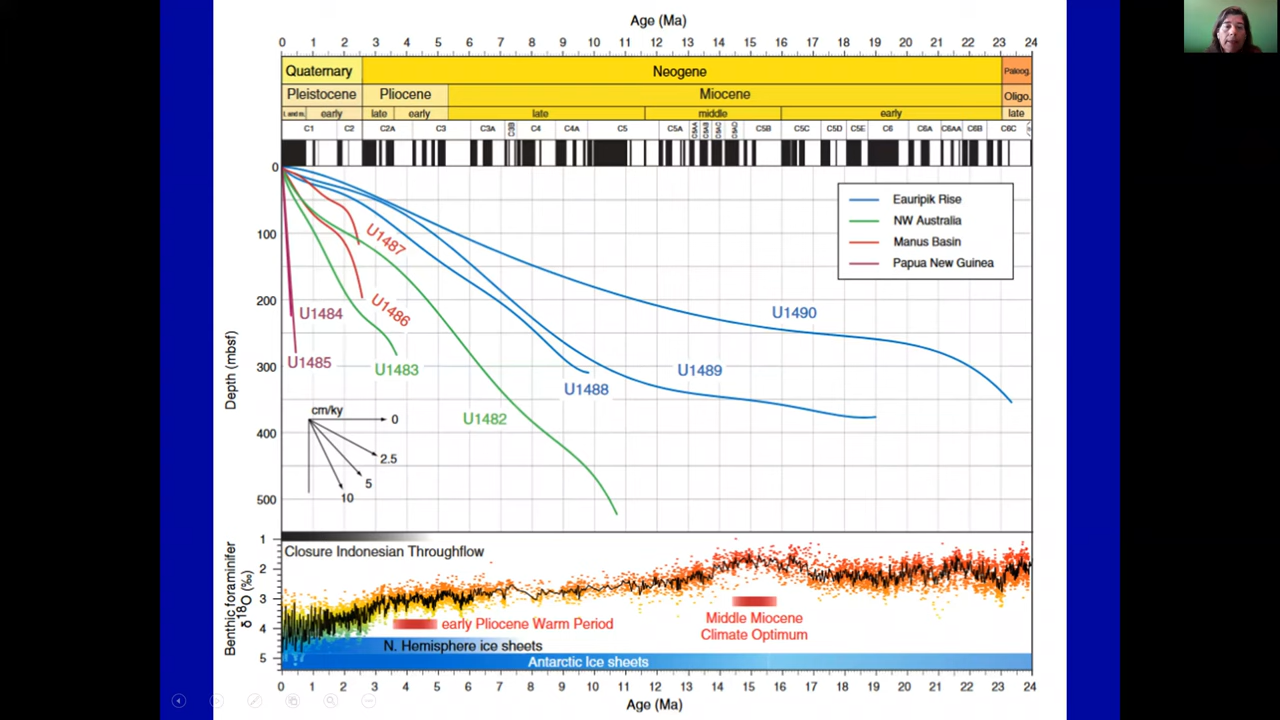 Age (Ma)
0 1 2 3 4 5 6 7 8 9 10 11 12 13 14 15 16 17 18 19 20 21 22 23 24
Quaternary Neogene Paleog.
Pleistocene Pliocene Miocene Oligo.
l. and m. early late early late middle early late
C1 C2 C2A C3 C3A C3B C4 C4A C5 C5A C5AA C5AB C5AC C5AD C5B C5C C5D C5E C6 C6A C6AA C6B C6C
0
100
200
300
400
500
Depth (mbsf)
Eauripik Rise
NW Australia
Manus Basin
Papua New Guinea
U1487
U1486
U1484
U1485
U1483
U1482
U1488
U1489
U1490
cm/ky
0
2.5
5
10
Closure Indonesian Throughflow
1
2
3
4
5
Benthic foraminifer
δ18O (‰)
early Pliocene Warm Period
Middle Miocene
Climate Optimum
N. Hemisphere ice sheets
Antarctic Ice sheets
0 1 2 3 4 5 6 7 8 9 10 11 12 13 14 15 16 17 18 19 20 21 22 23 24
Age (Ma)